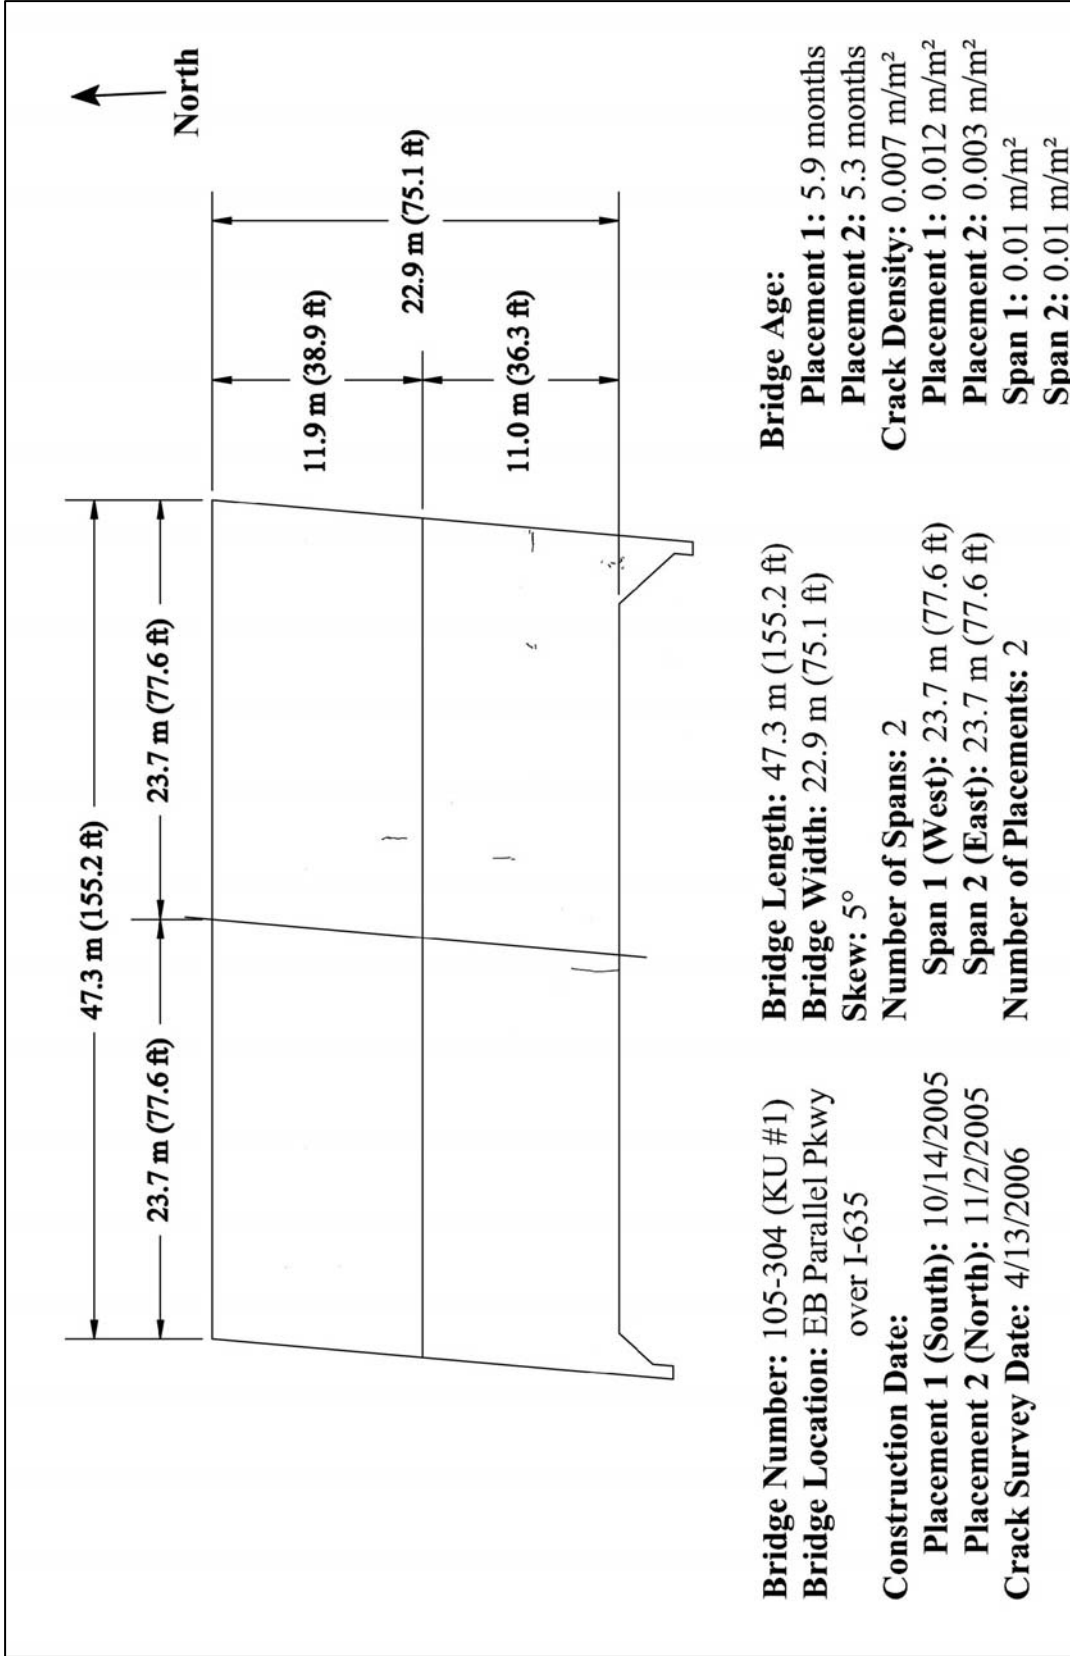 North
47.3 m (155.2 ft)
23.7 m (77.6 ft)
23.7 m (77.6 ft)
11.9 m (38.9 ft)
22.9 m (75.1 ft)
11.0 m (36.3 ft)
Bridge Number: 105-304 (KU #1)
Bridge Location: EB Parallel Pkwy
over I-635
Construction Date:
Placement 1 (South): 10/14/2005
Placement 2 (North): 11/2/2005
Crack Survey Date: 4/13/2006
Bridge Length: 47.3 m (155.2 ft)
Bridge Width: 22.9 m (75.1 ft)
Skew: 5°
Number of Spans: 2
Span 1 (West): 23.7 m (77.6 ft)
Span 2 (East): 23.7 m (77.6 ft)
Number of Placements: 2
Bridge Age:
Placement 1: 5.9 months
Placement 2: 5.3 months
Crack Density: 0.007 m/m²
Placement 1: 0.012 m/m²
Placement 2: 0.003 m/m²
Span 1: 0.01 m/m²
Span 2: 0.01 m/m²